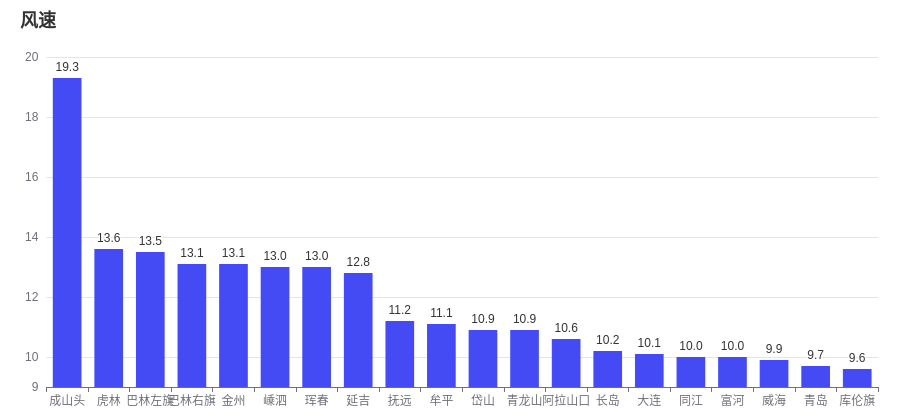 风速
20
18
16
14
12
10
9
19.3
13.6
13.5
13.1
13.1
13.0
13.0
12.8
11.2
11.1
10.9
10.9
10.6
10.2
10.1
10.0
10.0
9.9
9.7
9.6
成山头
虎林
巴林左旗
巴林右旗
金州
嵊泗
珲春
延吉
抚远
牟平
岱山
青龙山
阿拉山口
长岛
大连
同江
富河
威海
青岛
库伦旗